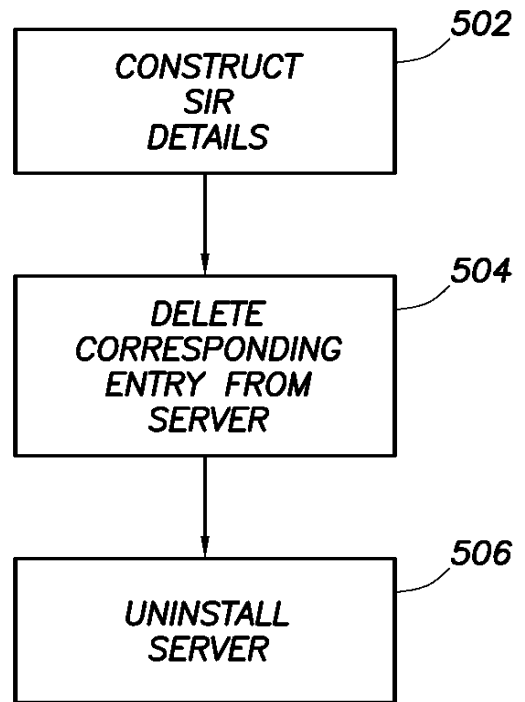 502
CONSTRUCT
SIR
DETAILS
504
DELETE
CORRESPONDING
ENTRY FROM
SERVER
506
UNINSTALL
SERVER